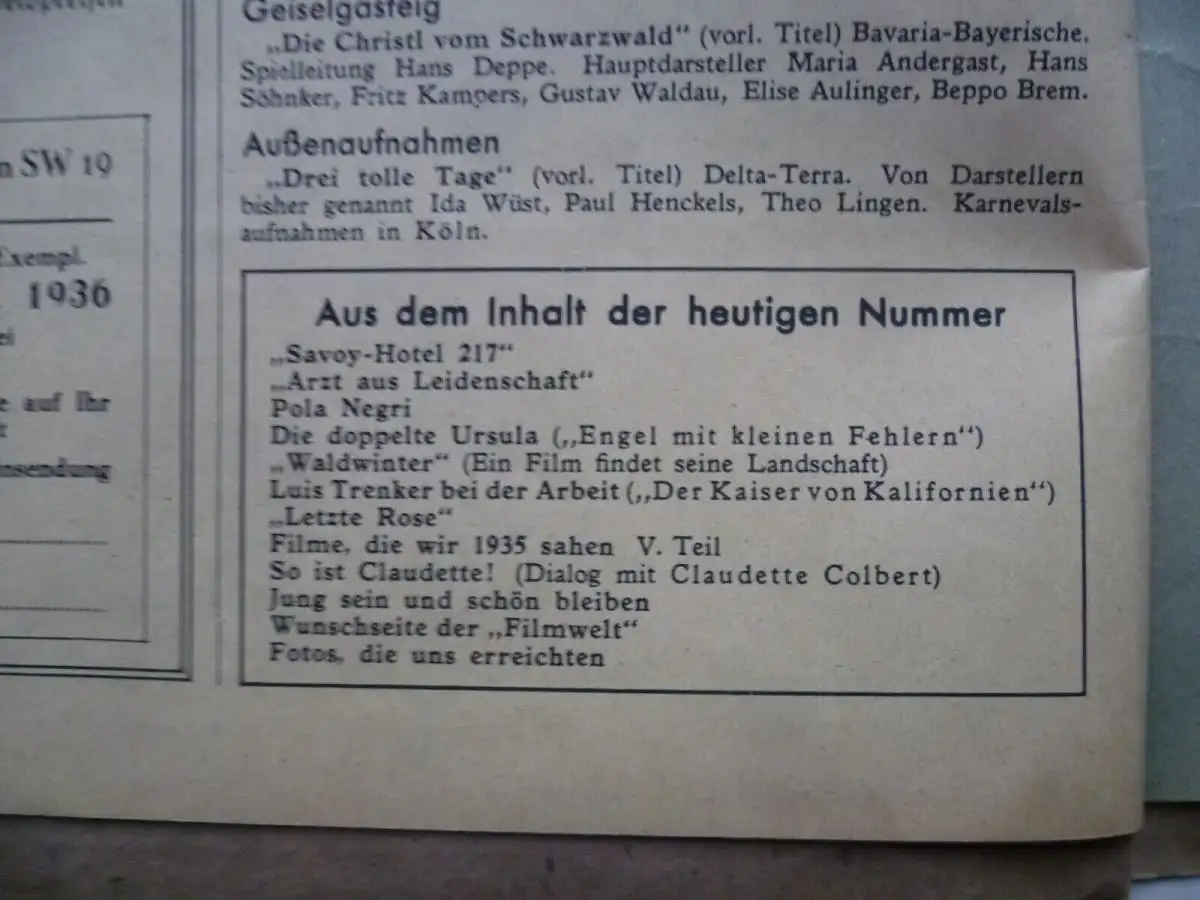 n SW 19
Exempl.
1936
e auf Ihr
nsendung
Geiselgasteig
„Die Christl vom Schwarzwald“ (vorl. Titel) Bavaria-Bayerische.
Spielleitung Hans Deppe. Hauptdarsteller Maria Andergast, Hans
Söhnker, Fritz Kampers, Gustav Waldau, Elise Aulinger, Beppo Brem.
Außenaufnahmen
„Drei tolle Tage“ (vorl. Titel) Delta-Terra. Von Darstellern
bisher genannt Ida Wüst, Paul Henckels, Theo Lingen. Karnevals-
aufnahmen in Köln.
Aus dem Inhalt der heutigen Nummer
„Savoy-Hotel 217“
„Arzt aus Leidenschaft“
Pola Negri
Die doppelte Ursula („Engel mit kleinen Fehlern“)
„Waldwinter“ (Ein Film findet seine Landschaft)
Luis Trenker bei der Arbeit („Der Kaiser von Kalifornien“)
„Letzte Rose“
Filme, die wir 1935 sahen V. Teil
So ist Claudette! (Dialog mit Claudette Colbert)
Jung sein und schön bleiben
Wunschseite der „Filmwelt“
Fotos, die uns erreichten